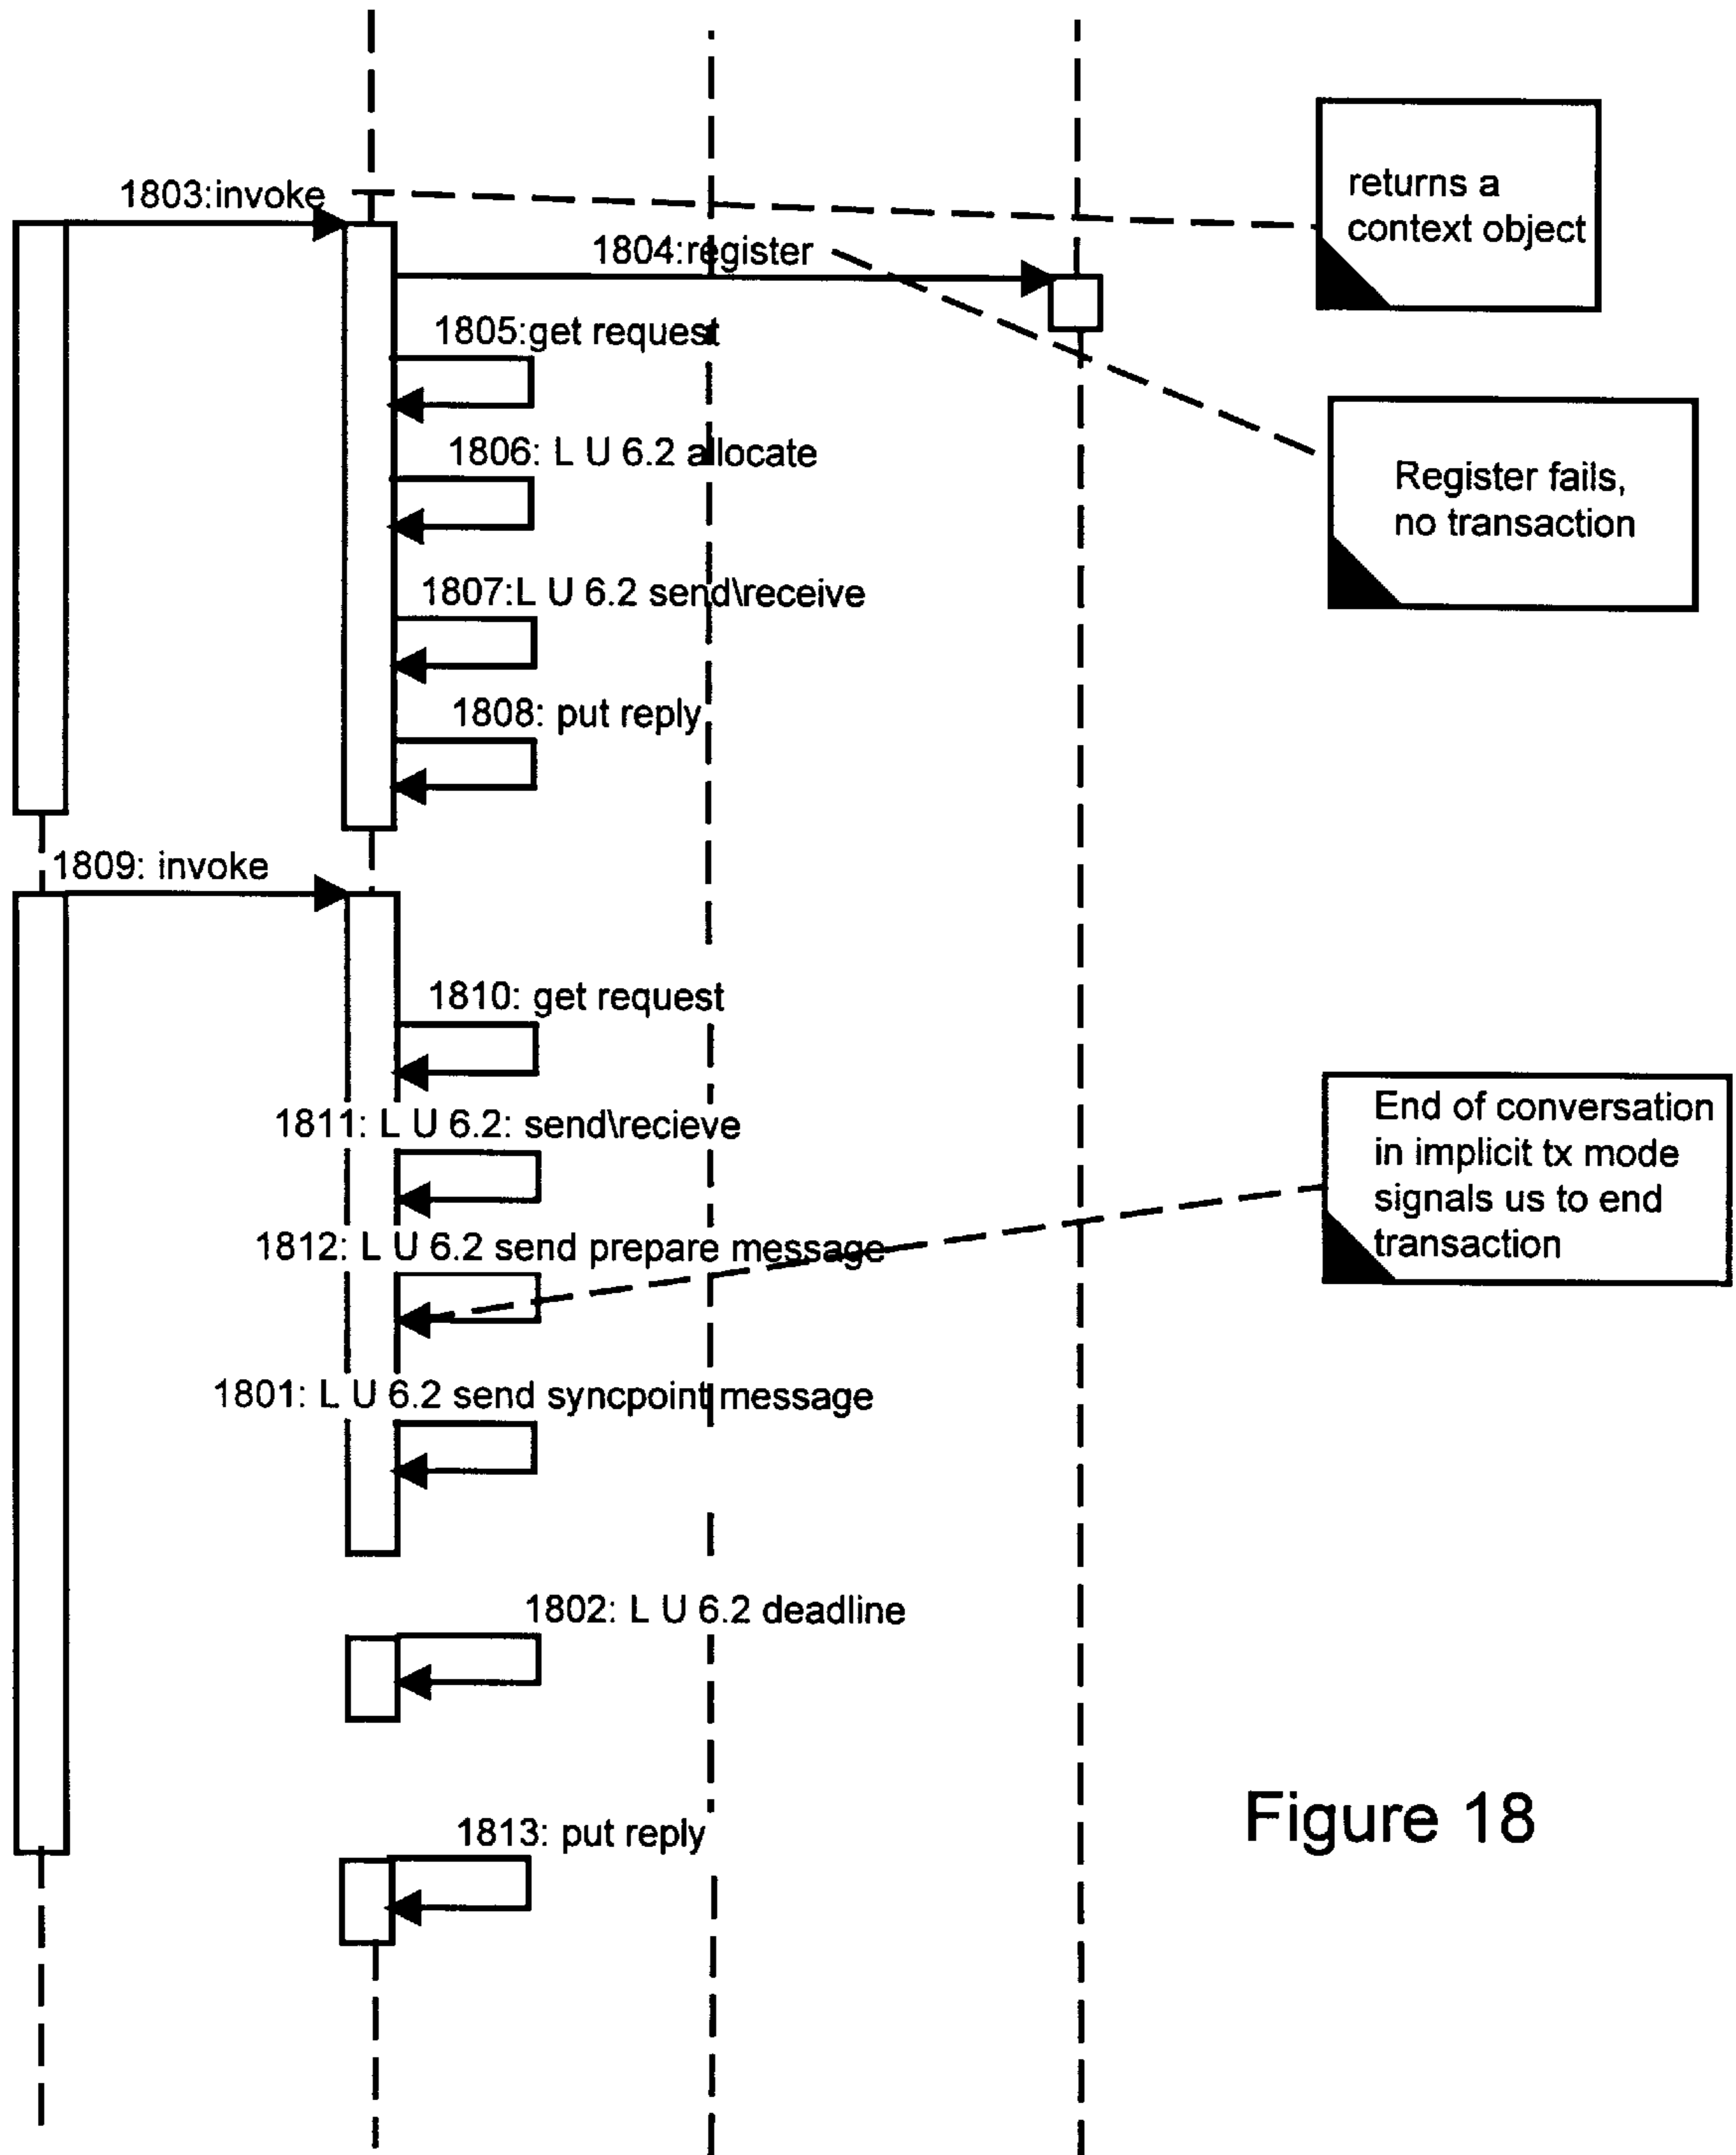 1803:invoke
returns a
context object
1804:register
1805:get request
1806: L U 6.2 allocate
Register fails,
no transaction
1807:L U 6.2 send\receive
1808: put reply
1809: invoke
1810: get request
1811: L U 6.2: send\recieve
End of conversation
in implicit tx mode
signals us to end
transaction
1812: L U 6.2 send prepare message
1801: L U 6.2 send syncpoint message
1802: L U 6.2 deadline
1813: put reply
Figure 18